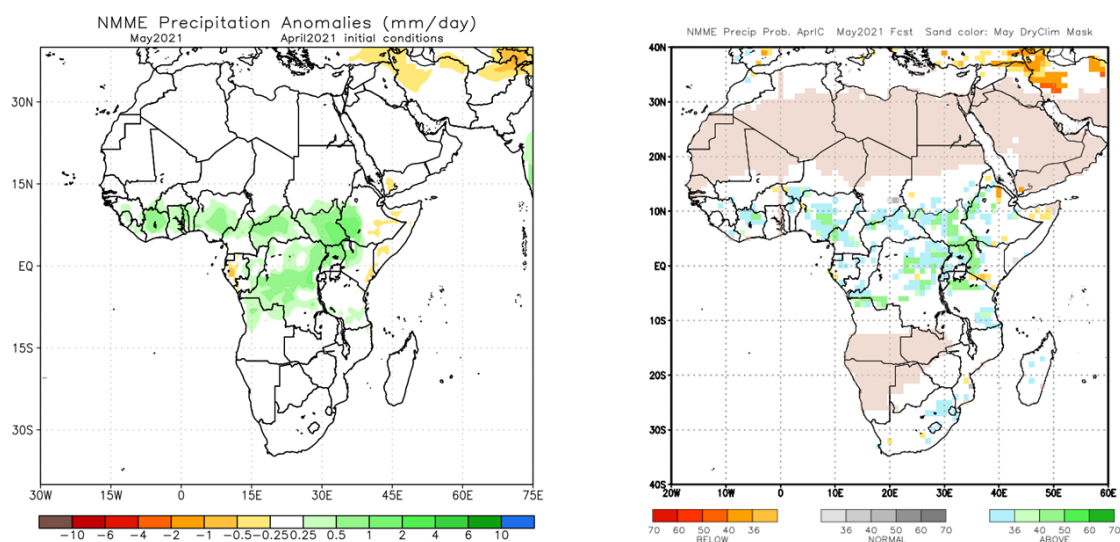 NMME Precipitation Anomalies (mm/day)
May2021 April2021 initial conditions
30N
15N
EQ
15S
30S
30W 15W 0 15E 30E 45E 60E 75E
-10 -6 -4 -2 -1 -0.5 -0.25 0.25 0.5 1 2 4 6 10
NMME Precip Prob. AprIC May2021 Fcst Sand color: May DryClim Mask
40N
30N
20N
10N
EQ
10S
20S
30S
40S
20W 10W 0 10E 20E 30E 40E 50E 60E
70 60 50 40 36
BELOW
36 40 50 60 70
NORMAL
36 40 50 60 70
ABOVE